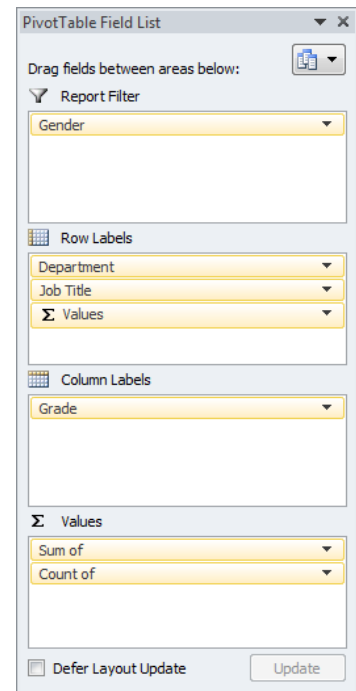 PivotTable Field List
Drag fields between areas below:
Report Filter
Gender
Row Labels
Department
Job Title
Σ Values
Column Labels
Grade
Σ Values
Sum of
Count of
Defer Layout Update Update